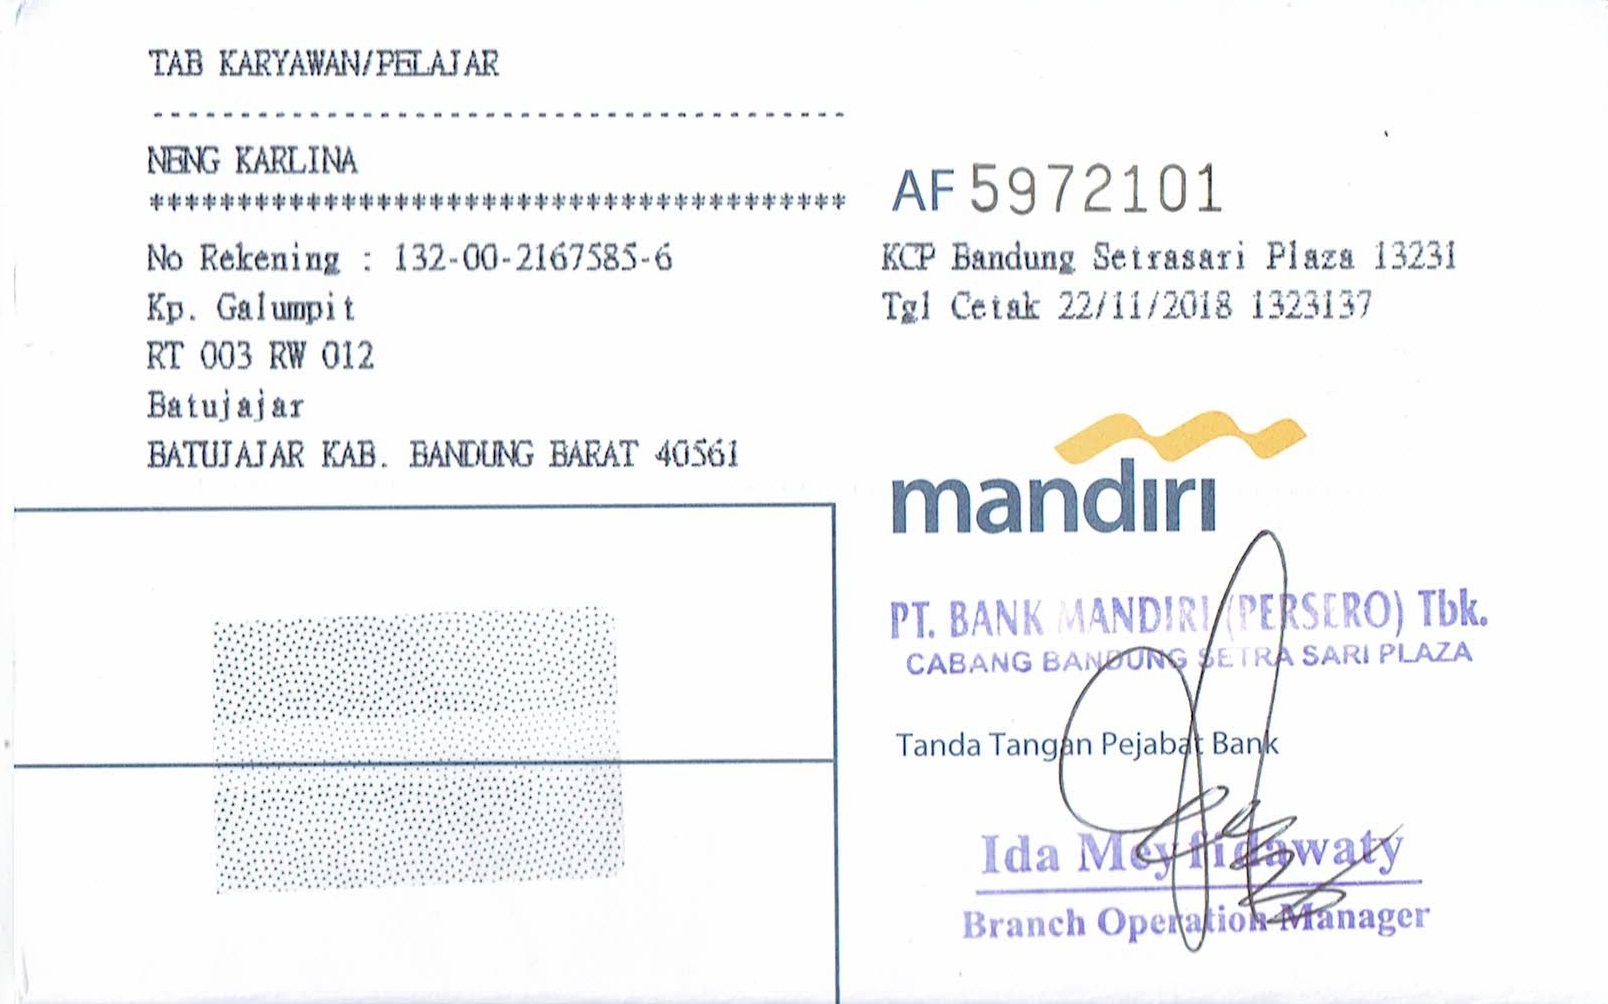 TAB KARYAWAN/PELAJAR
----------------------------------------
NENG KARLINA
****************************************
No Rekening : 132-00-2167585-6
Kp. Galumpit
RT 003 RW 012
Batujajar
BATUJAJAR KAB. BANDUNG BARAT 40561
AF 5972101
KCP Bandung Setrasari Plaza 13231
Tgl Cetak 22/11/2018 1323137
mandırı
PT. BANK MANDIRI (PERSERO) Tbk.
CABANG BANDUNG SETRA SARI PLAZA
Tanda Tangan Pejabat Bank
Ida Meyfidawaty
Branch Operation Manager